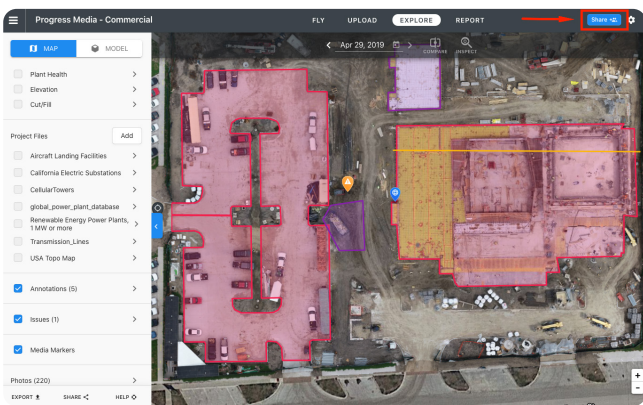 Progress Media - Commercial
FLY
UPLOAD
EXPLORE
REPORT
Share
MAP
MODEL
Apr 29, 2019
COMPARE
INSPECT
Plant Health
Elevation
Cut/Fill
Project Files
Add
Aircraft Landing Facilities
California Electric Substations
CellularTowers
global_power_plant_database
Renewable Energy Power Plants,
1 MW or more
Transmission_Lines
USA Topo Map
Annotations (5)
Issues (1)
Media Markers
Photos (220)
EXPORT
SHARE
HELP
+
-